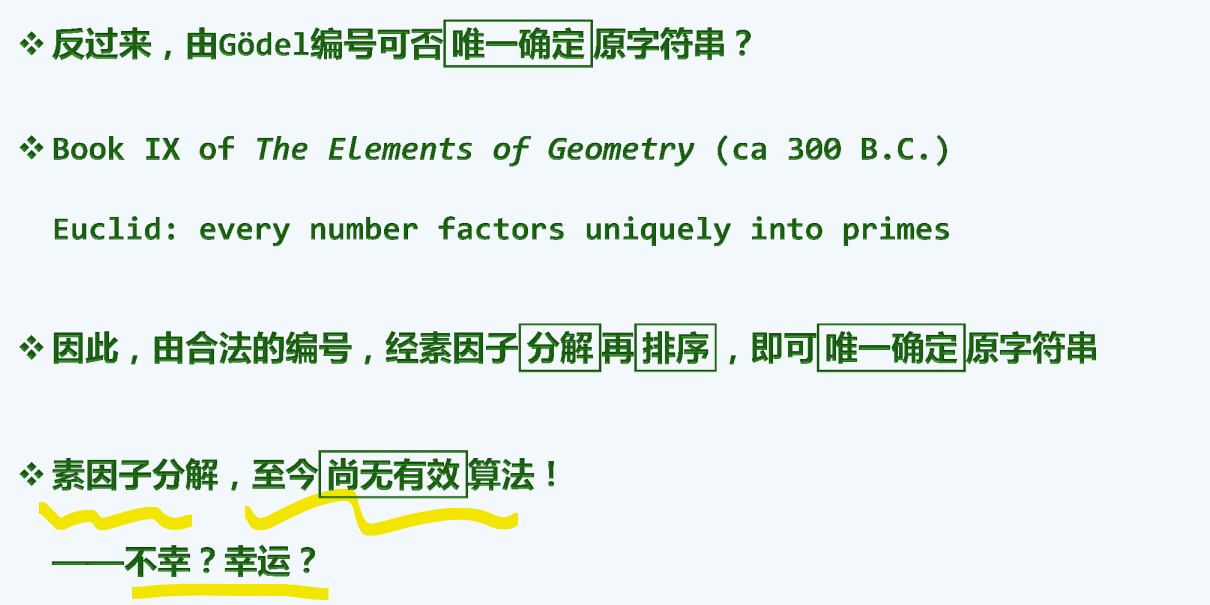 ❖ 反过来，由Gödel编号可否唯一确定原字符串？
❖ Book IX of The Elements of Geometry (ca 300 B.C.)
Euclid: every number factors uniquely into primes
❖ 因此，由合法的编号，经素因子分解再排序，即可唯一确定原字符串
❖ 素因子分解，至今尚无有效算法！
——不幸？幸运？